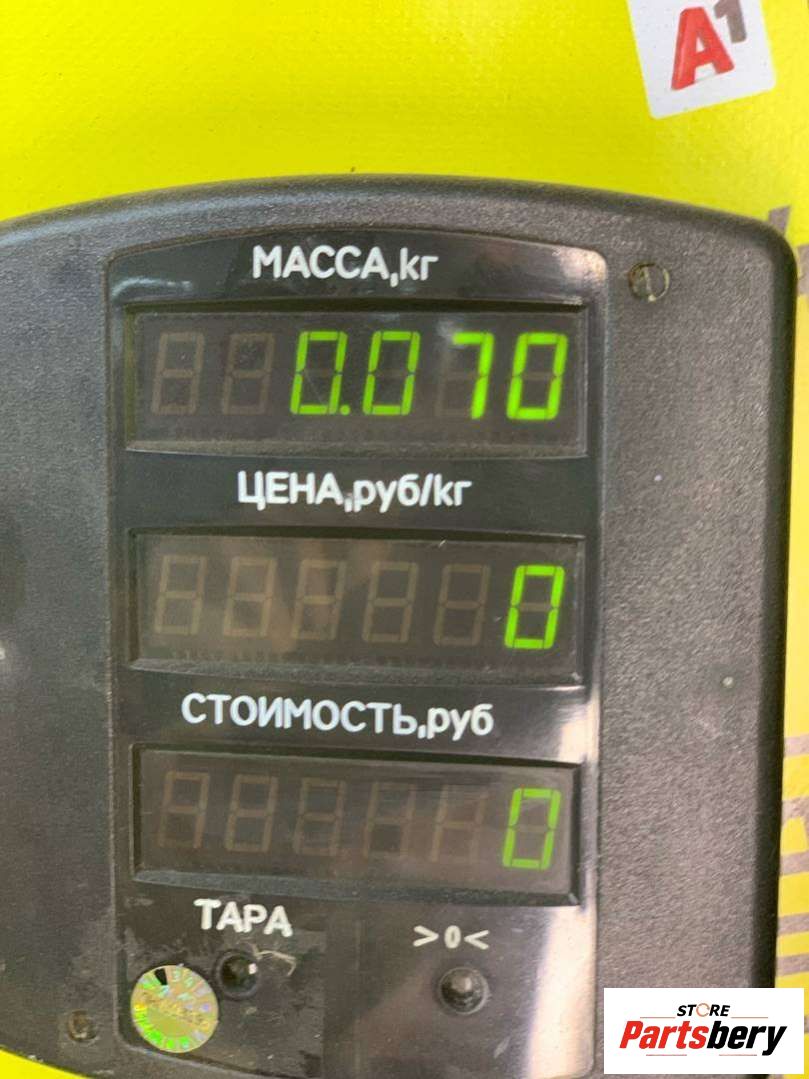 A1
МАССА,кг
0.070
ЦЕНА,руб/кг
0
СТОИМОСТЬ,руб
0
ТАРА
>0<
STORE
Partsbery